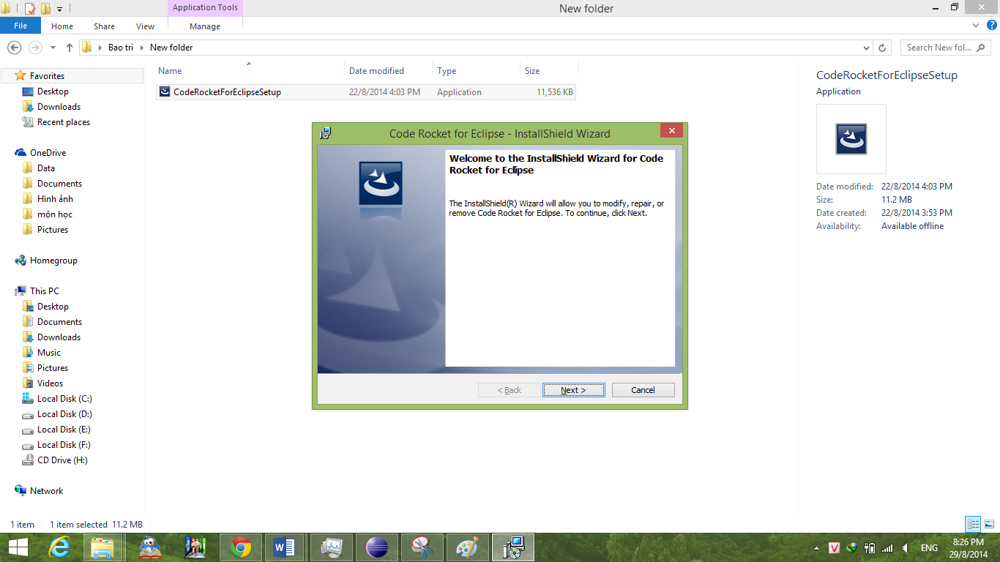 Application Tools
New folder
File
Home
Share
View
Manage
Bao tri
New folder
Search New fol...
Favorites
Desktop
Downloads
Recent places
OneDrive
Data
Documents
Hình ảnh
môn học
Pictures
Homegroup
This PC
Desktop
Documents
Downloads
Music
Pictures
Videos
Local Disk (C:)
Local Disk (D:)
Local Disk (E:)
Local Disk (F:)
CD Drive (H:)
Network
Name Date modified Type Size
CodeRocketForEclipseSetup 22/8/2014 4:03 PM Application 11,536 KB
Code Rocket for Eclipse - InstallShield Wizard
Welcome to the InstallShield Wizard for Code
Rocket for Eclipse
The InstallShield(R) Wizard will allow you to modify, repair, or
remove Code Rocket for Eclipse. To continue, click Next.
< Back
Next >
Cancel
CodeRocketForEclipseSetup
Application
Date modified: 22/8/2014 4:03 PM
Size: 11.2 MB
Date created: 22/8/2014 3:53 PM
Availability: Available offline
1 item 1 item selected 11.2 MB
ENG
8:26 PM
29/8/2014